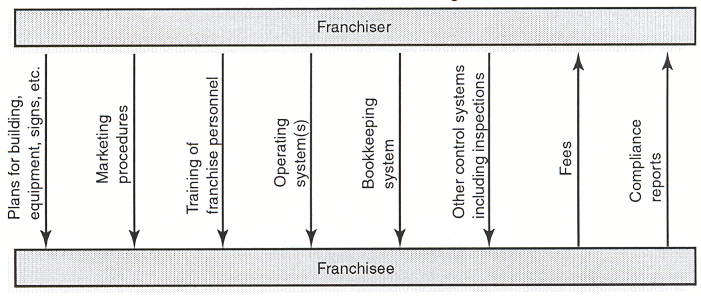 Franchiser
Plans for building,
equipment, signs, etc.
Marketing
procedures
Training of
franchise personnel
Operating
system(s)
Bookkeeping
system
Other control systems
including inspections
Fees
Compliance
reports
Franchisee